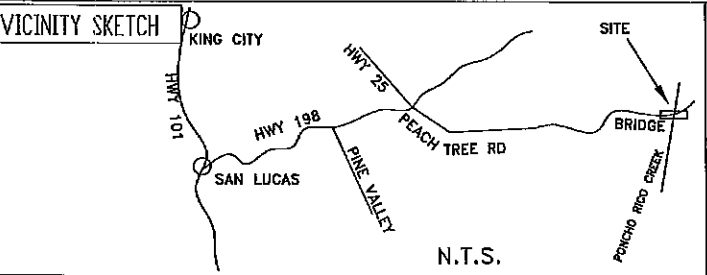 VICINITY SKETCH
KING CITY
SITE
HWY 25
HWY 101
HWY 198
PEACH TREE RD
BRIDGE
SAN LUCAS
PINE VALLEY
PONCHO RICO CREEK
N.T.S.